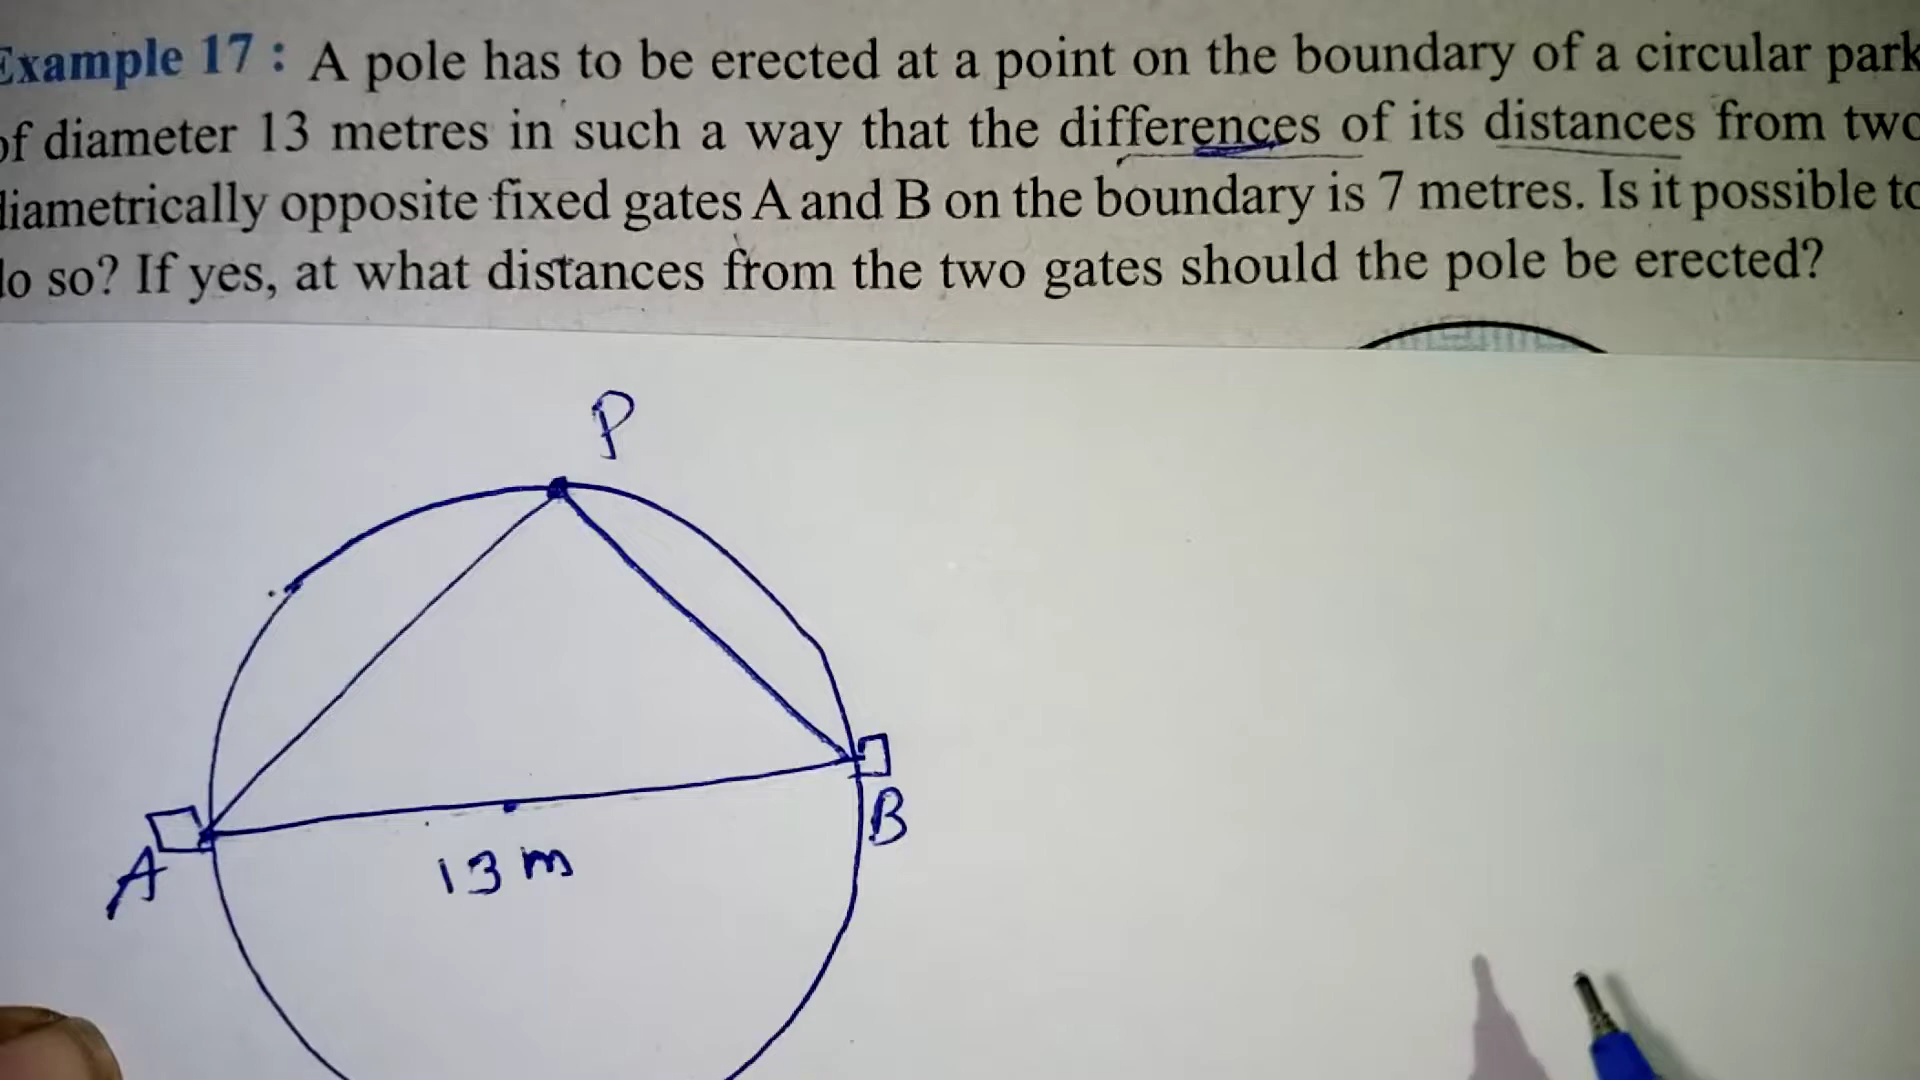 Example 17 : A pole has to be erected at a point on the boundary of a circular park
of diameter 13 metres in such a way that the differences of its distances from two
diametrically opposite fixed gates A and B on the boundary is 7 metres. Is it possible to
do so? If yes, at what distances from the two gates should the pole be erected?
P
B
A
13 m